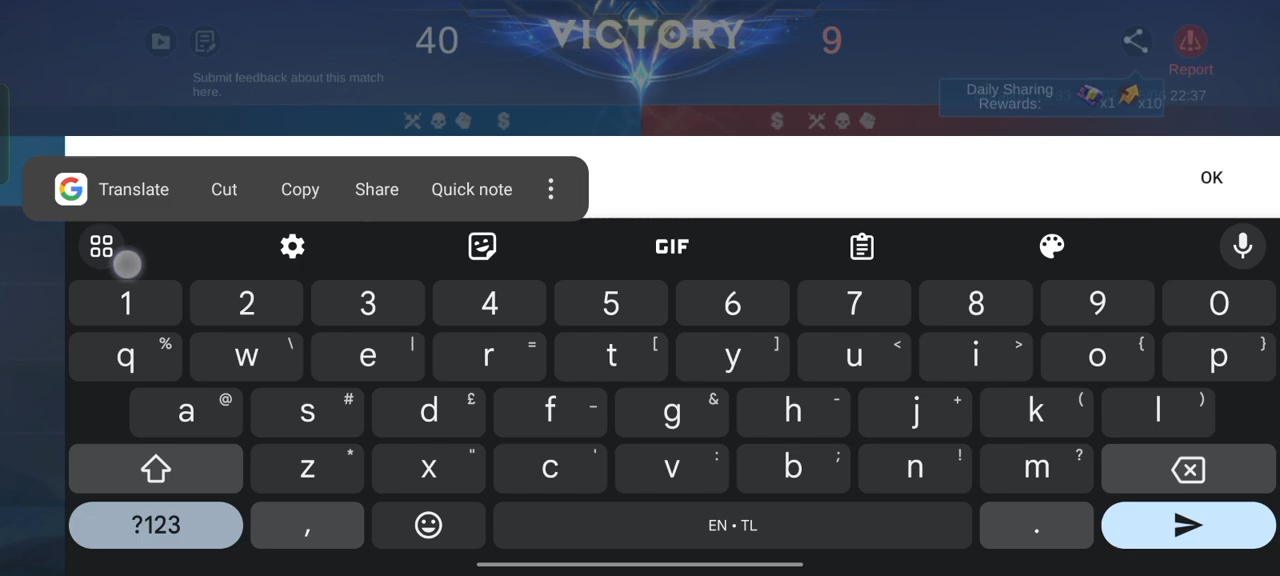 40
VICTORY
9
Submit feedback about this match
here.
Report
Daily Sharing
Rewards:
x1
x10
22:37
Translate
Cut
Copy
Share
Quick note
OK
GIF
1 2 3 4 5 6 7 8 9 0
q % w \ e | r = t [ y ] u < i > o { p }
a @ s # d £ f _ g & h - j + k ( l )
z * x " c ' v : b ; n ! m ?
?123 , EN • TL .